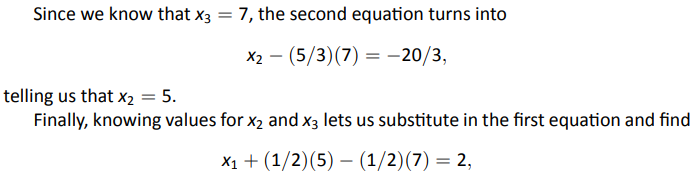 Since we know that x₃ = 7, the second equation turns into
x₂ − (5/3)(7) = −20/3,
telling us that x₂ = 5.
Finally, knowing values for x₂ and x₃ lets us substitute in the first equation and find
x₁ + (1/2)(5) − (1/2)(7) = 2,